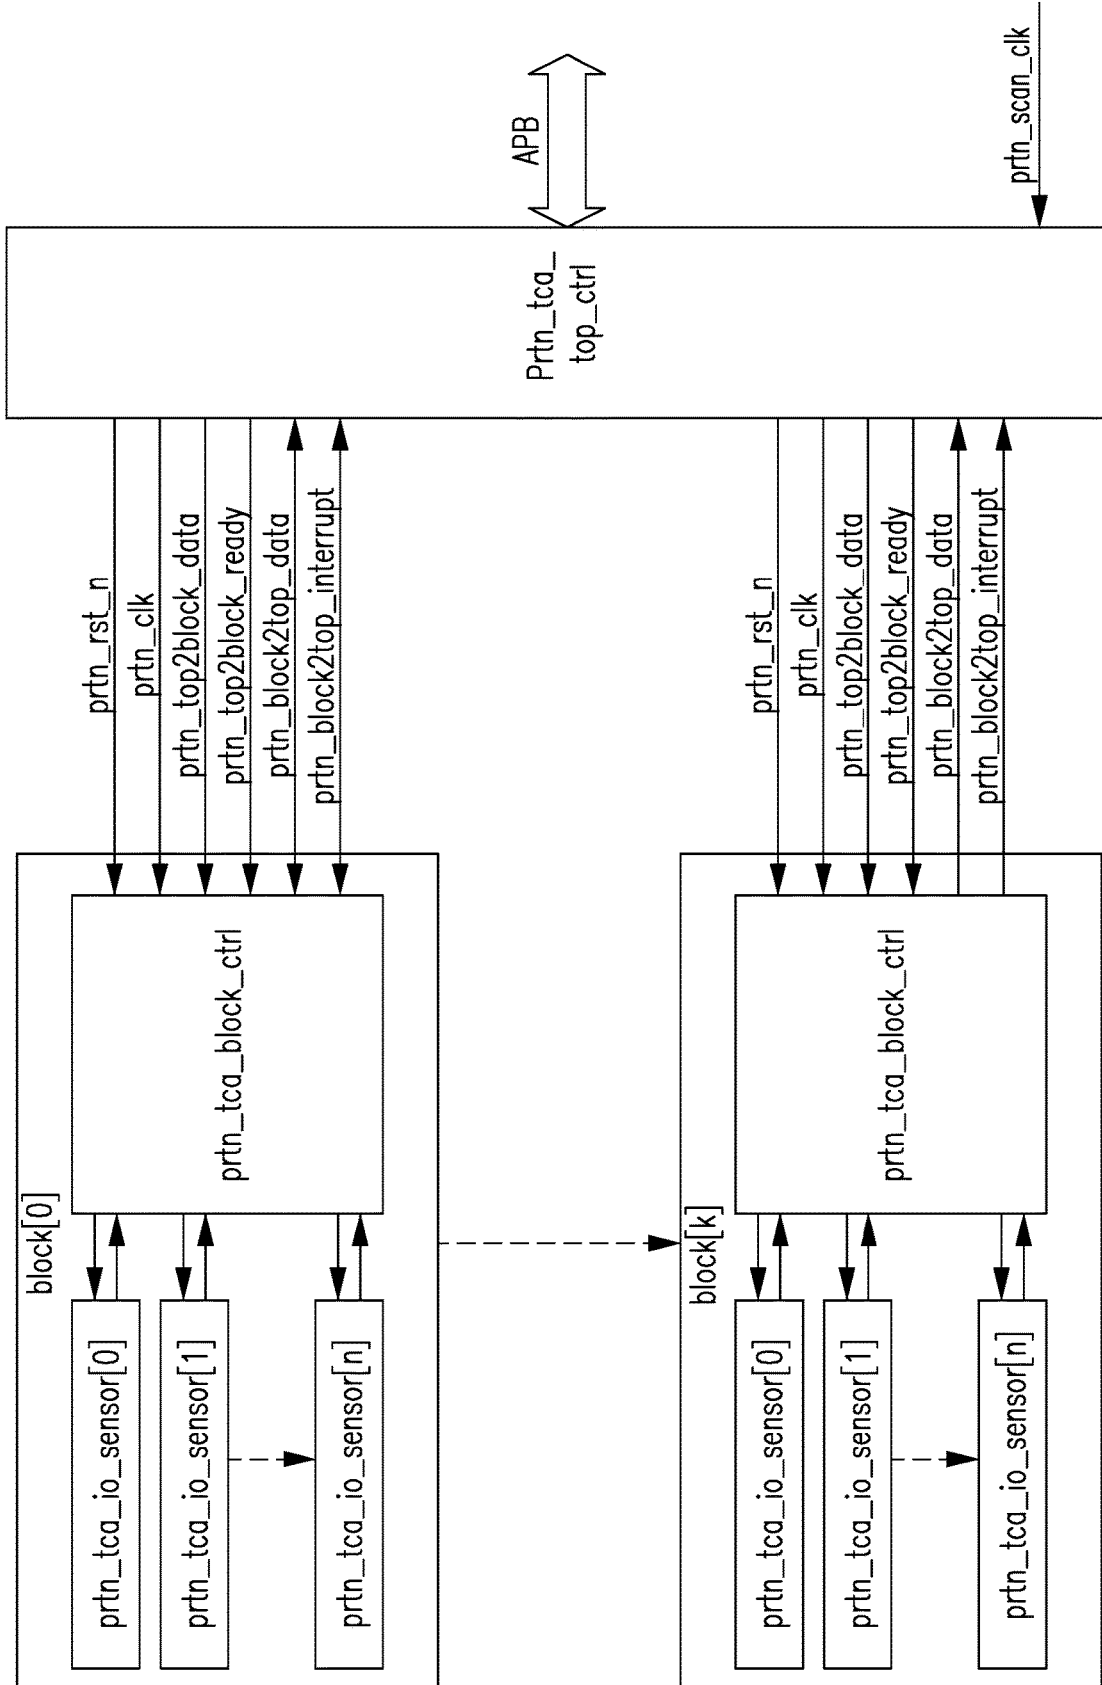 block[0]
prtn_tca_io_sensor[0]
prtn_tca_io_sensor[1]
prtn_tca_io_sensor[n]
prtn_tca_block_ctrl
prtn_rst_n
prtn_clk
prtn_top2block_data
prtn_top2block_ready
prtn_block2top_data
prtn_block2top_interrupt
block[k]
prtn_tca_io_sensor[0]
prtn_tca_io_sensor[1]
prtn_tca_io_sensor[n]
prtn_tca_block_ctrl
prtn_rst_n
prtn_clk
prtn_top2block_data
prtn_top2block_ready
prtn_block2top_data
prtn_block2top_interrupt
Prtn_tca_
top_ctrl
APB
prtn_scan_clk